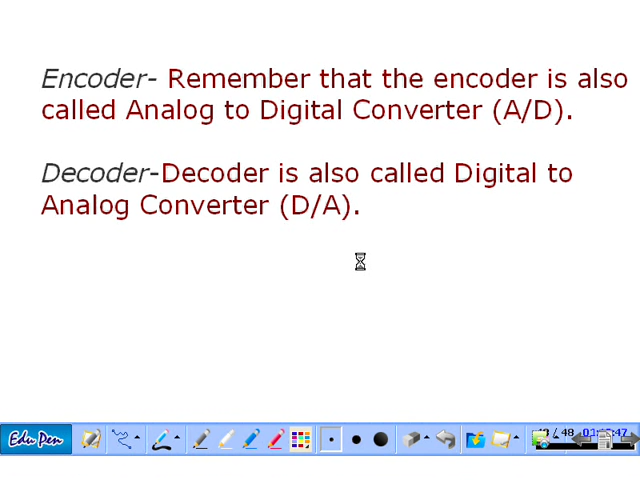 Encoder- Remember that the encoder is also
called Analog to Digital Converter (A/D).
Decoder-Decoder is also called Digital to
Analog Converter (D/A).
Edu Pen
/ 48